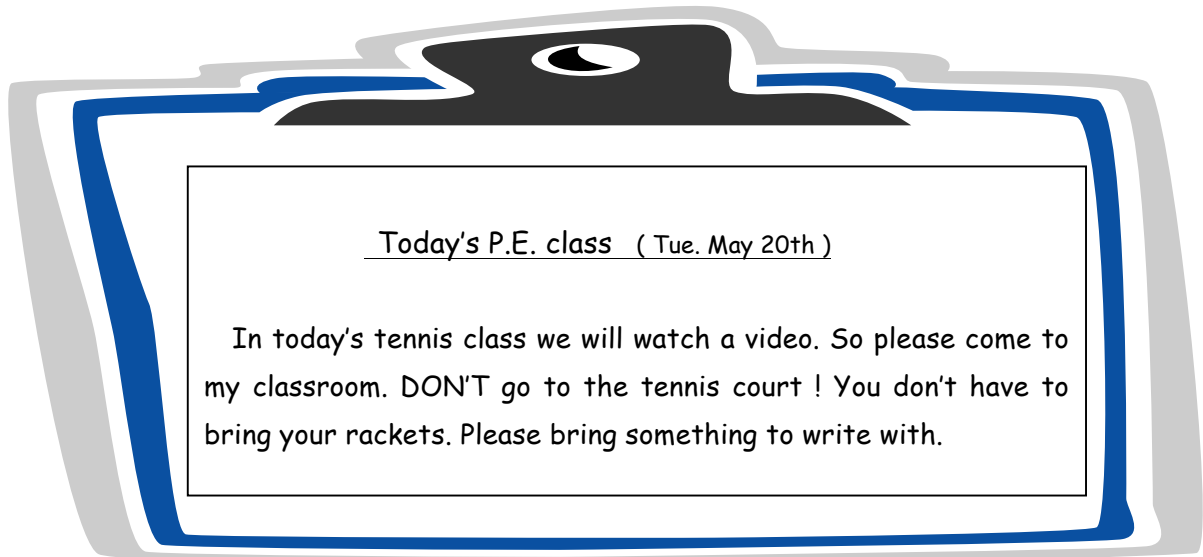 Today's P.E. class ( Tue. May 20th )
In today's tennis class we will watch a video. So please come to
my classroom. DON'T go to the tennis court ! You don't have to
bring your rackets. Please bring something to write with.